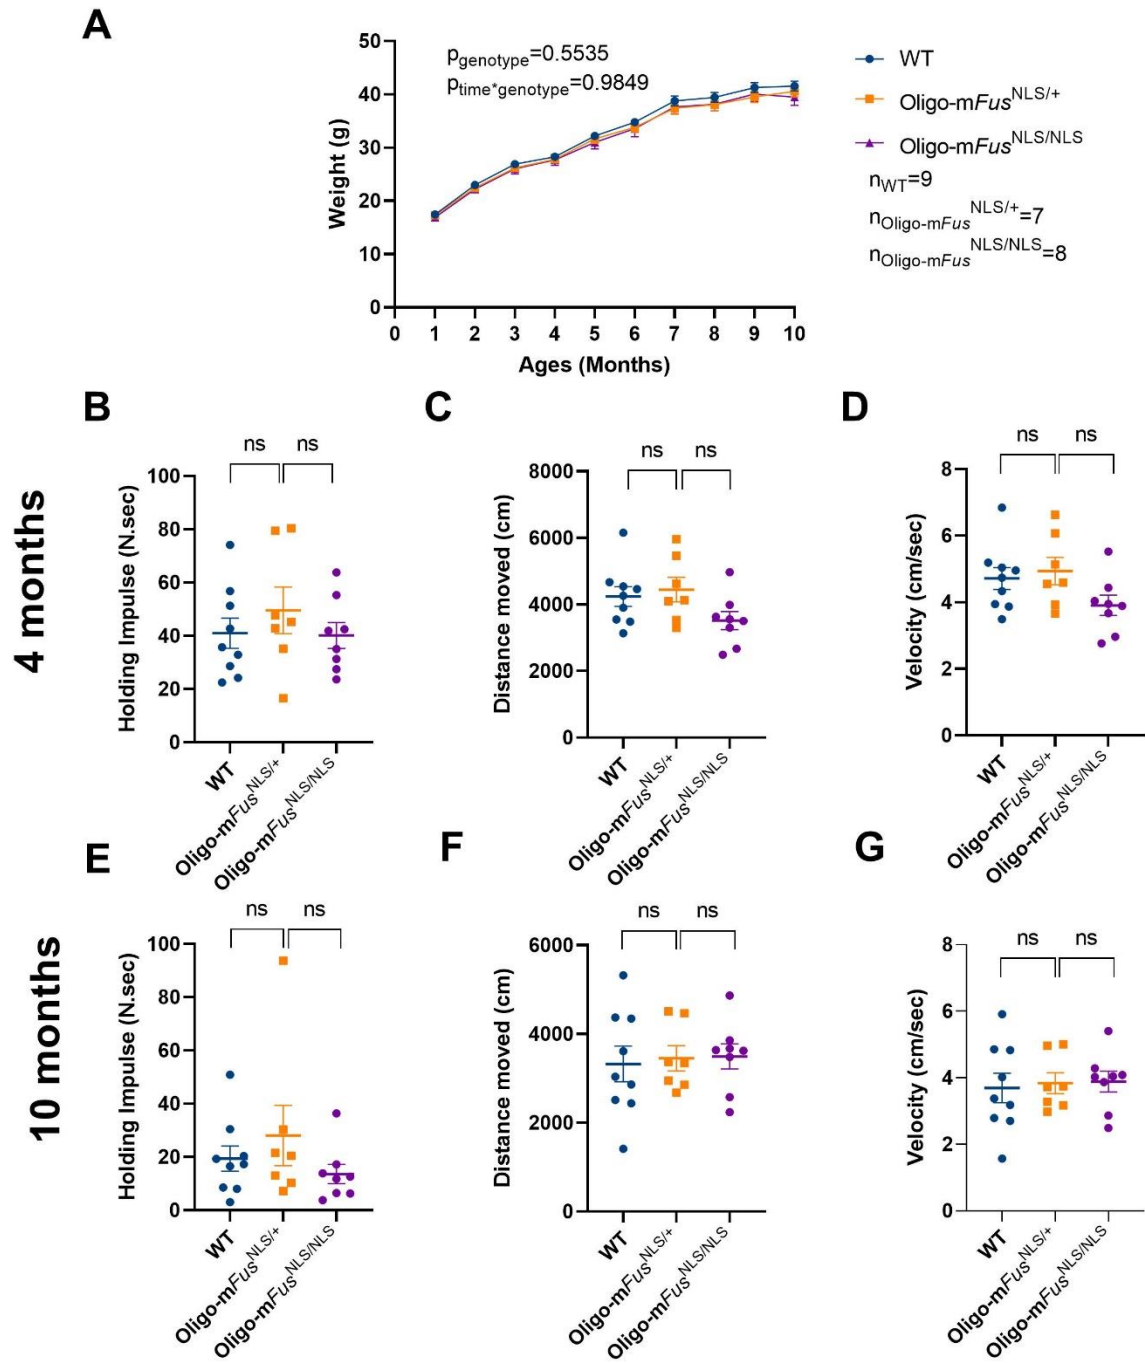 A
Weight (g)
50
40
30
20
10
0
p_genotype=0.5535
p_time*genotype=0.9849
0 1 2 3 4 5 6 7 8 9 10
Ages (Months)
WT
Oligo-mFus^NLS/+
Oligo-mFus^NLS/NLS
n_WT=9
n_Oligo-mFus^NLS/+=7
n_Oligo-mFus^NLS/NLS=8
4 months
B
ns ns
Holding Impulse (N.sec)
100
80
60
40
20
0
WT
Oligo-mFus^NLS/+
Oligo-mFus^NLS/NLS
C
ns ns
Distance moved (cm)
8000
6000
4000
2000
0
WT
Oligo-mFus^NLS/+
Oligo-mFus^NLS/NLS
D
ns ns
Velocity (cm/sec)
8
6
4
2
0
WT
Oligo-mFus^NLS/+
Oligo-mFus^NLS/NLS
10 months
E
ns ns
Holding Impulse (N.sec)
100
80
60
40
20
0
WT
Oligo-mFus^NLS/+
Oligo-mFus^NLS/NLS
F
ns ns
Distance moved (cm)
6000
4000
2000
0
WT
Oligo-mFus^NLS/+
Oligo-mFus^NLS/NLS
G
ns ns
Velocity (cm/sec)
8
6
4
2
0
WT
Oligo-mFus^NLS/+
Oligo-mFus^NLS/NLS